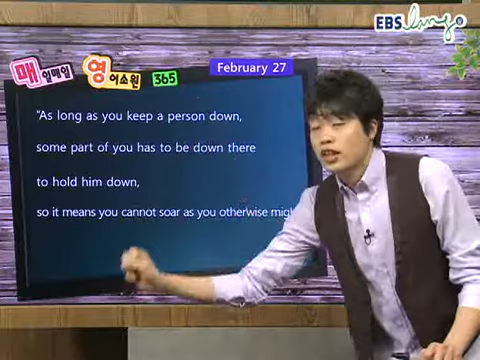 EBSlang
매일매일
영어소원 365
February 27
"As long as you keep a person down,
some part of you has to be down there
to hold him down,
so it means you cannot soar as you otherwise